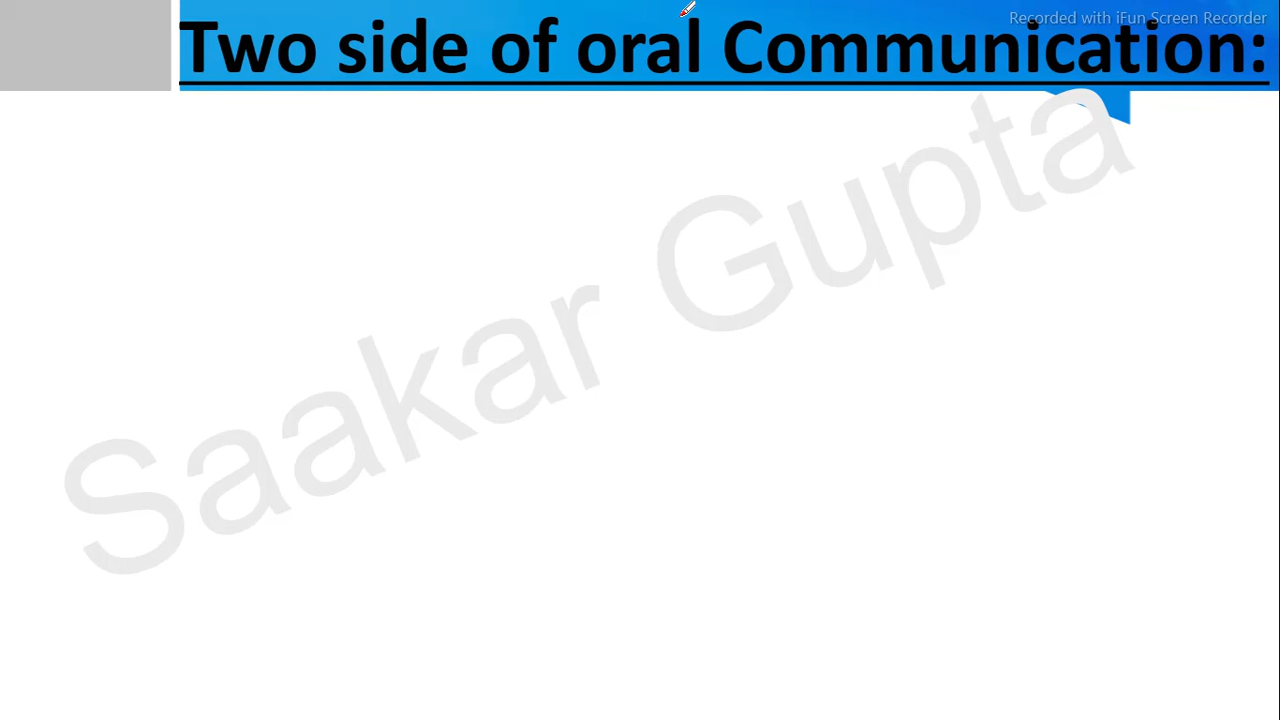 Recorded with iFun Screen Recorder
Two side of oral Communication:
Saakar Gupta